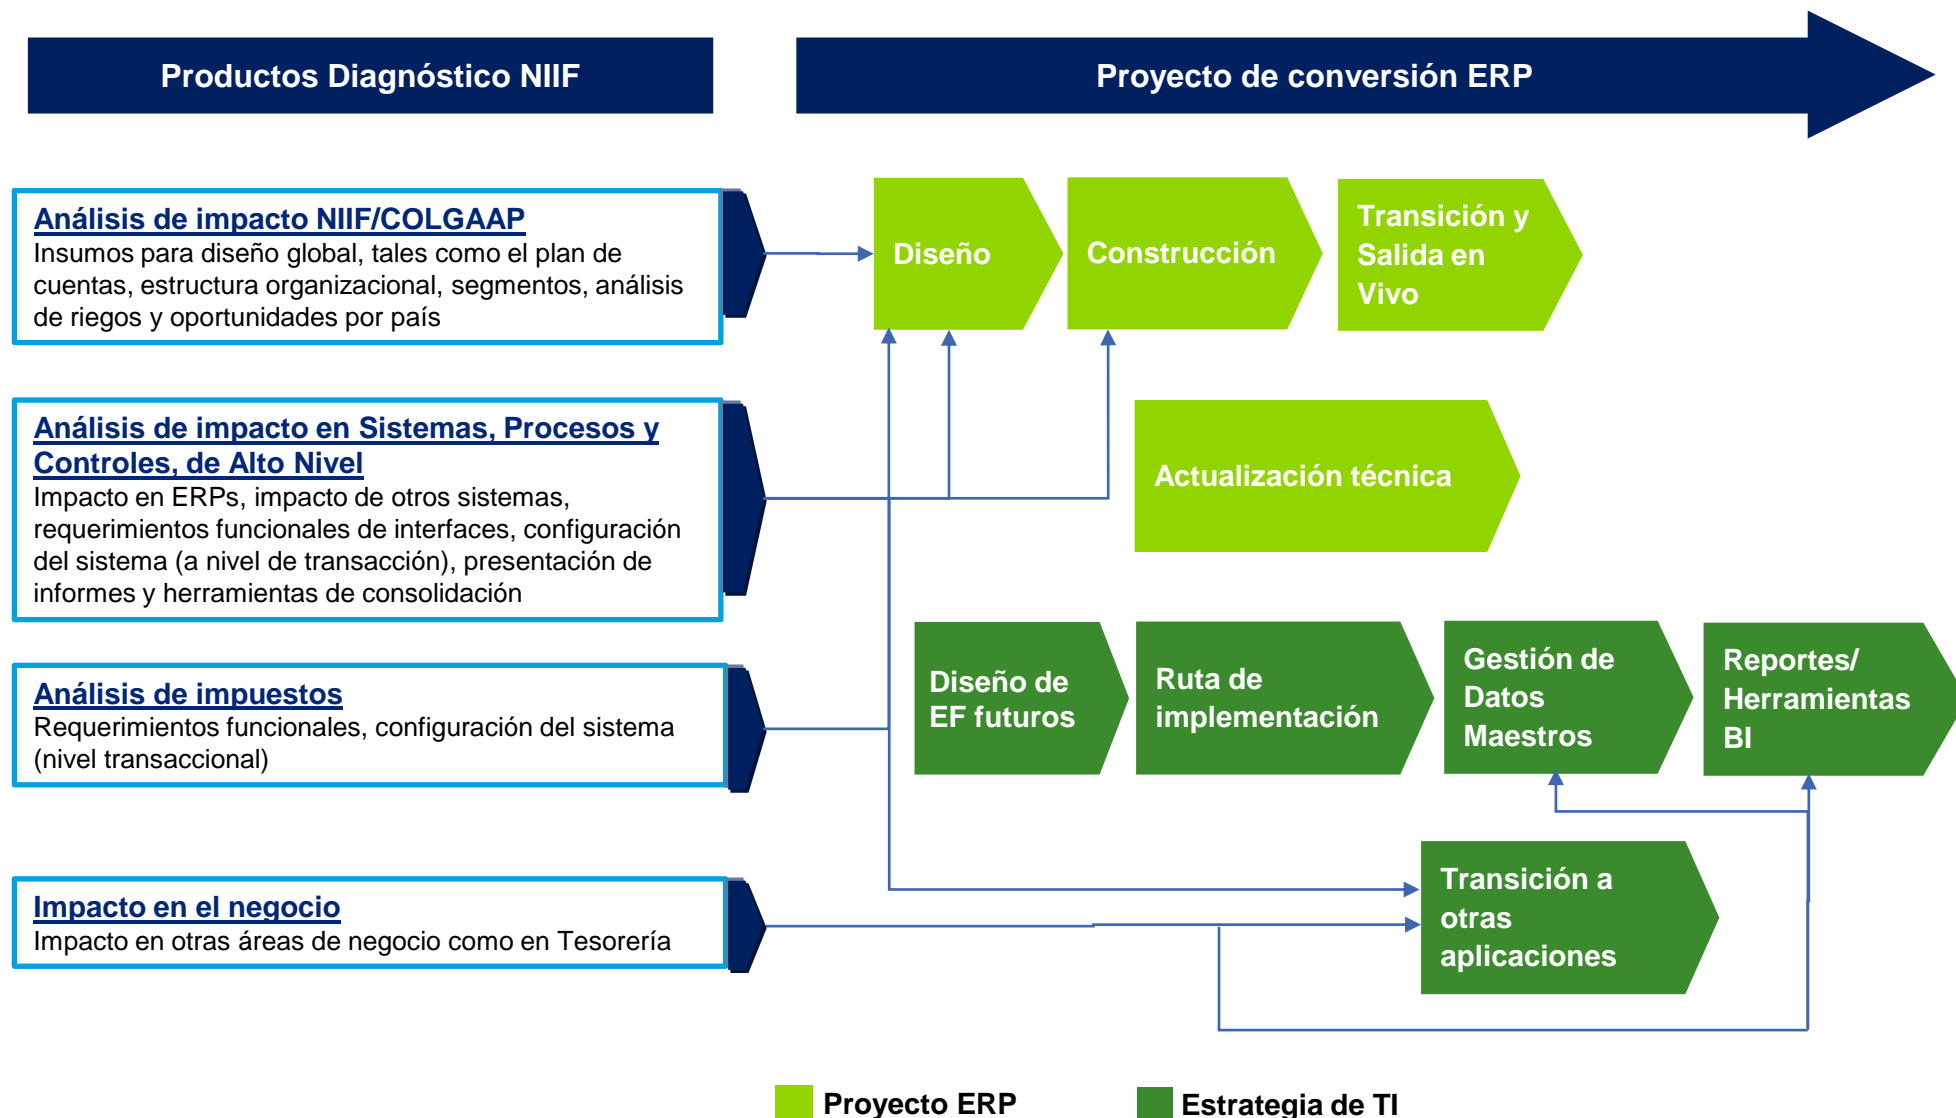 Productos Diagnóstico NIIF
Proyecto de conversión ERP
Análisis de impacto NIIF/COLGAAP
Insumos para diseño global, tales como el plan de
cuentas, estructura organizacional, segmentos, análisis
de riegos y oportunidades por país
Diseño
Construcción
Transición y
Salida en
Vivo
Análisis de impacto en Sistemas, Procesos y
Controles, de Alto Nivel
Impacto en ERPs, impacto de otros sistemas,
requerimientos funcionales de interfaces, configuración
del sistema (a nivel de transacción), presentación de
informes y herramientas de consolidación
Actualización técnica
Análisis de impuestos
Requerimientos funcionales, configuración del sistema
(nivel transaccional)
Diseño de
EF futuros
Ruta de
implementación
Gestión de
Datos
Maestros
Reportes/
Herramientas
BI
Impacto en el negocio
Impacto en otras áreas de negocio como en Tesorería
Transición a
otras
aplicaciones
Proyecto ERP
Estrategia de TI